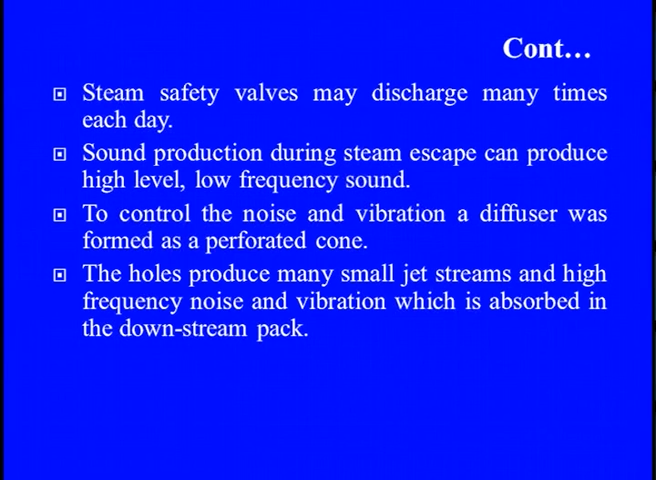 Cont…
Steam safety valves may discharge many times
each day.
Sound production during steam escape can produce
high level, low frequency sound.
To control the noise and vibration a diffuser was
formed as a perforated cone.
The holes produce many small jet streams and high
frequency noise and vibration which is absorbed in
the down-stream pack.